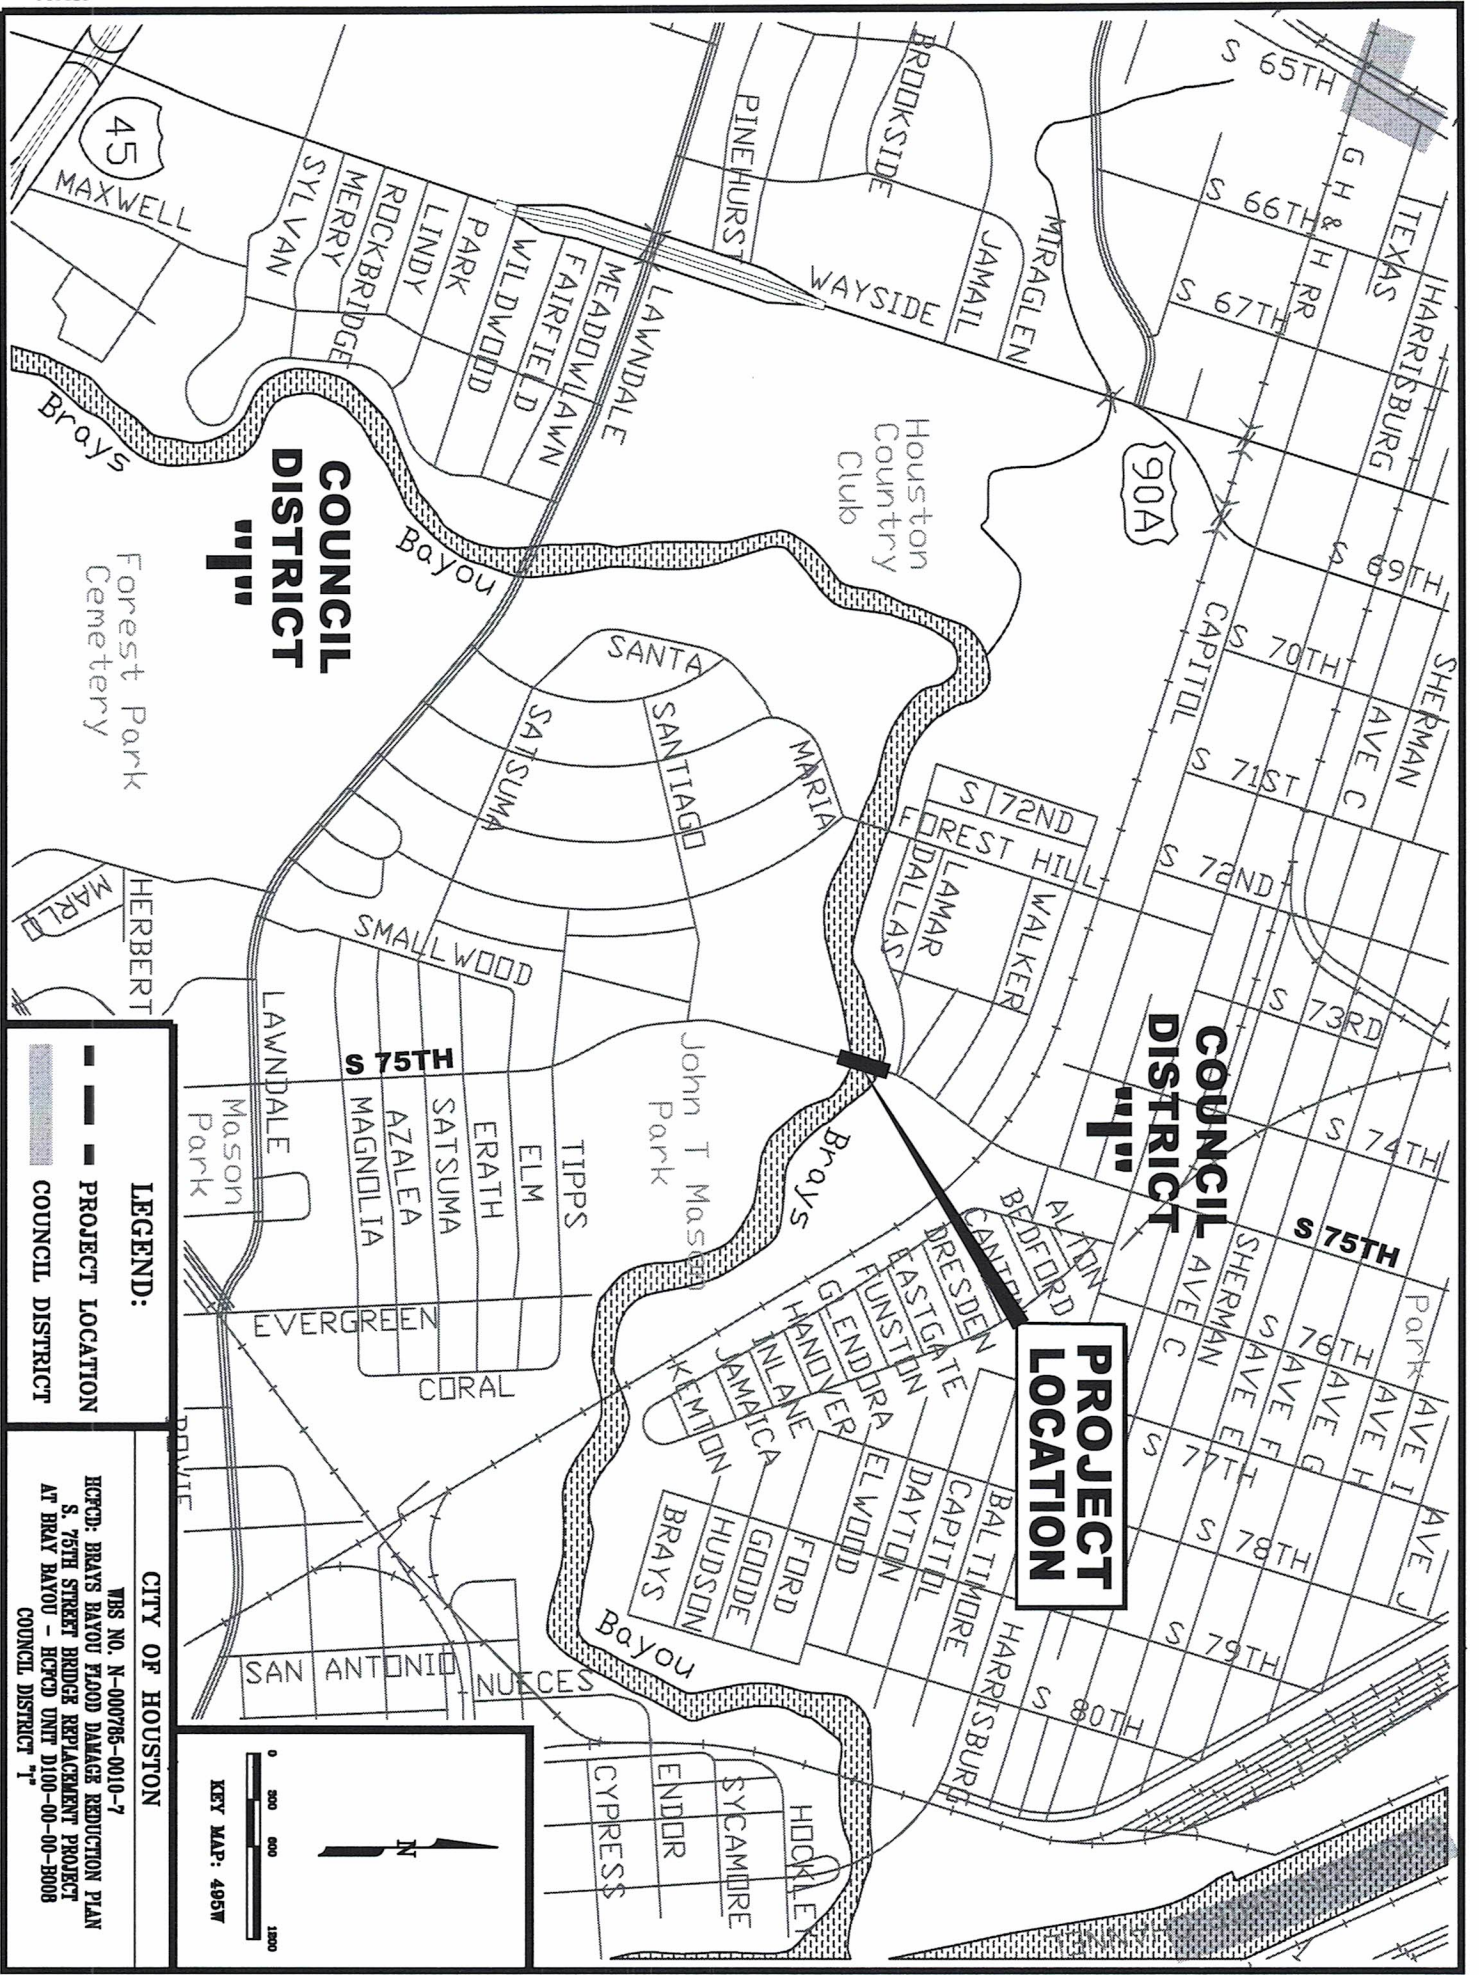 S 65TH
G H & H RR
TEXAS
HARRISBURG
S 66TH
S 67TH
SHERMAN
S 69TH
AVE C
S 70TH
CAPITOL
S 71ST
S 72ND
S 73RD
S 74TH
S 75TH
S 76TH
S 77TH
S 78TH
S 79TH
S 80TH
Park
AVE I
AVE J
AVE H
AVE G
AVE F
AVE E
SHERMAN
AVE C
90A
BROOKSIDE
PINEHURST
JAMAIL
MIRAGLEN
WAYSIDE
Houston
Country
Club
45
MAXWELL
SYLVAN
MERRY
ROCKBRIDGE
LINDY
PARK
WILDWOOD
FAIRFIELD
MEADOWLAWN
LAWNDALE
Brays
Bayou
COUNCIL
DISTRICT
"I"
Forest Park
Cemetery
SANTA
MARIA
SATSUMA
SANTIAGO
S 72ND
FOREST HILL
DALLAS
LAMAR
WALKER
COUNCIL
DISTRICT
"I"
HERBERT
SMALLWOOD
LAWNDALE
S 75TH
Mason
Park
John T Mason
Park
MAGNOLIA
AZALEA
SATSUMA
ERATH
ELM
TIPPS
EVERGREEN
CORAL
Brays
ALTON
BEDFORD
CANTON
DRESDEN
EASTGATE
FUNSTON
GLENDORA
HANOVER
INLANE
JAMAICA
KEMTON
PROJECT
LOCATION
ELWOOD
DAYTON
CAPITOL
BALTIMORE
HARRISBURG
FORD
GOODE
HUDSON
BRAYS
Bayou
SAN ANTONIO
NUECES
CYPRESS
ENDOR
SYCAMORE
HOCKLEY
LEGEND:
PROJECT LOCATION
COUNCIL DISTRICT
N
0 300 600 1200
KEY MAP: 495W
CITY OF HOUSTON
WBS NO. N-000785-0010-7
HCFCD: BRAYS BAYOU FLOOD DAMAGE REDUCTION PLAN
S. 75TH STREET BRIDGE REPLACEMENT PROJECT
AT BRAY BAYOU - HCFCD UNIT D100-00-00-B008
COUNCIL DISTRICT "I"